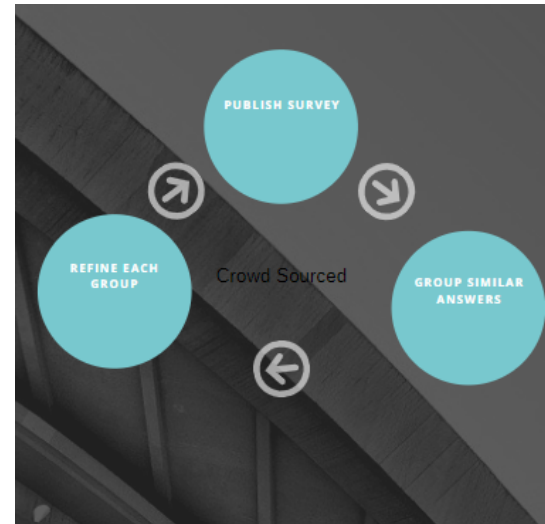 PUBLISH SURVEY
REFINE EACH
GROUP
Crowd Sourced
GROUP SIMILAR
ANSWERS